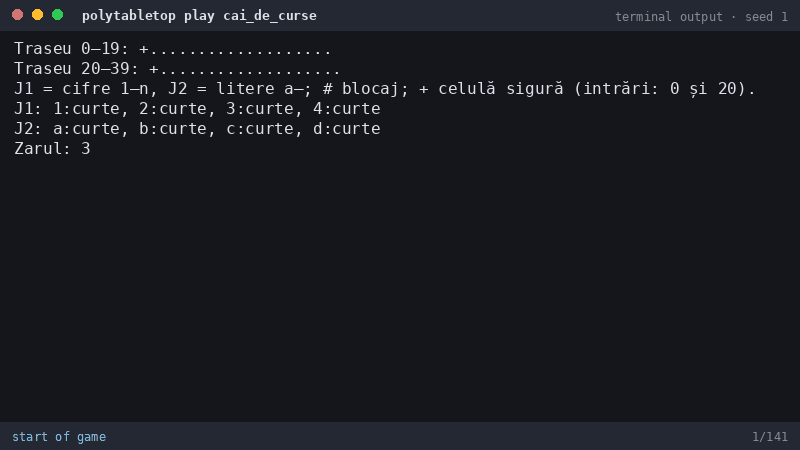 polytabletop play cai_de_curse
terminal output · seed 1
Traseu 0–19: +...................
Traseu 20–39: +...................
J1 = cifre 1–n, J2 = litere a–; # blocaj; + celulă sigură (intrări: 0 și 20).
J1: 1:curte, 2:curte, 3:curte, 4:curte
J2: a:curte, b:curte, c:curte, d:curte
Zarul: 3
start of game
1/141